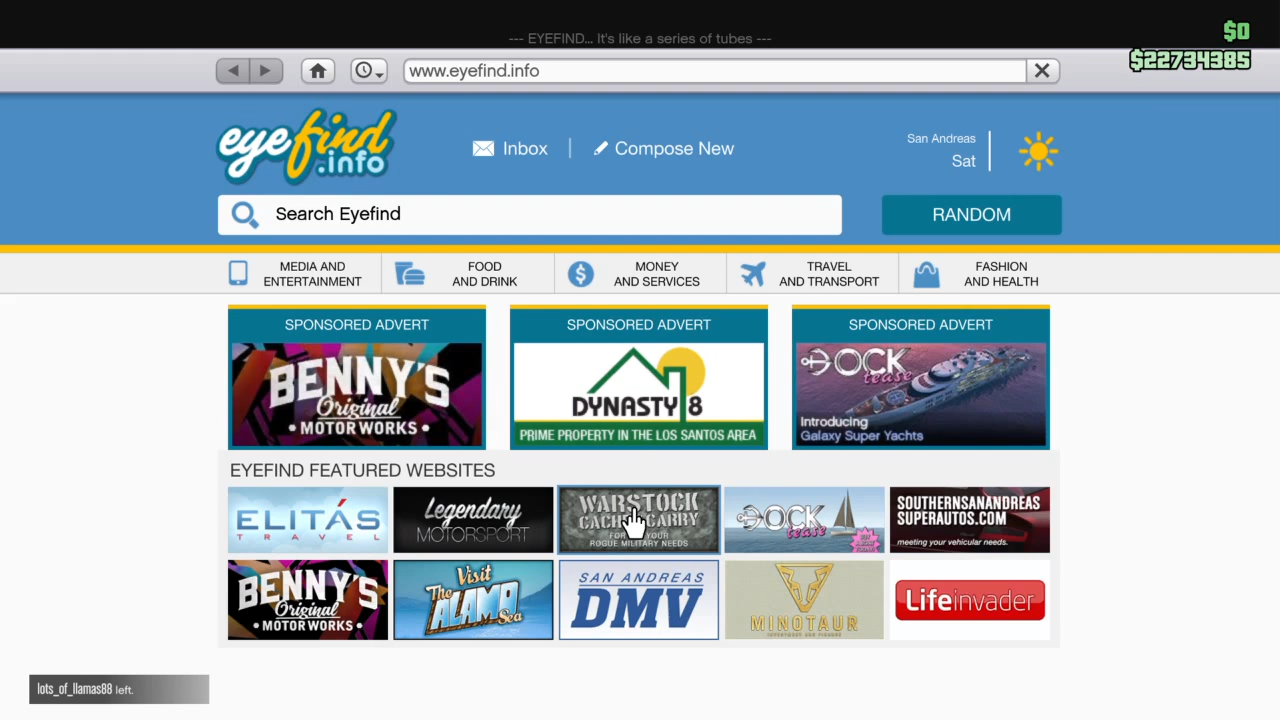 --- EYEFIND... It's like a series of tubes ---
$0
$22734385
www.eyefind.info
eyefind
.info
Inbox
Compose New
San Andreas
Sat
Search Eyefind
RANDOM
MEDIA AND
ENTERTAINMENT
FOOD
AND DRINK
MONEY
AND SERVICES
TRAVEL
AND TRANSPORT
FASHION
AND HEALTH
SPONSORED ADVERT
BENNY'S
Original
• MOTOR WORKS •
SPONSORED ADVERT
DYNASTY 8
PRIME PROPERTY IN THE LOS SANTOS AREA
SPONSORED ADVERT
DOCK
tease
Introducing
Galaxy Super Yachts
EYEFIND FEATURED WEBSITES
ELITÁS
TRAVEL
Legendary
MOTORSPORT
WARSTOCK
CACHE CARRY
FOR YOUR
ROGUE MILITARY NEEDS
DOCK
tease
SOUTHERNSANANDREAS
SUPERAUTOS.COM
meeting your vehicular needs.
BENNY'S
Original
• MOTOR WORKS •
Visit
The
ALAMO
Sea
SAN ANDREAS
DMV
MINOTAUR
Lifeinvader
lots_of_llamas88 left.